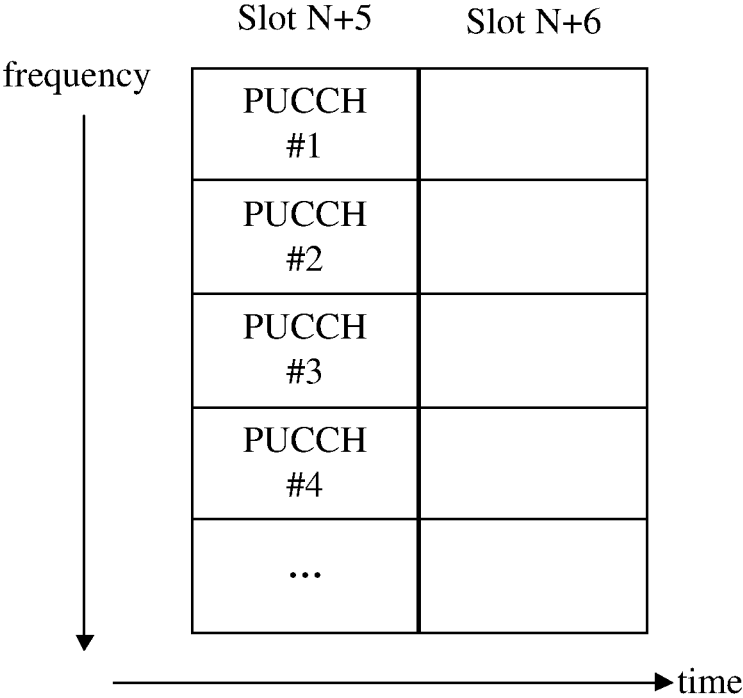 Slot N+5
Slot N+6
frequency
PUCCH
#1
PUCCH
#2
PUCCH
#3
PUCCH
#4
...
time